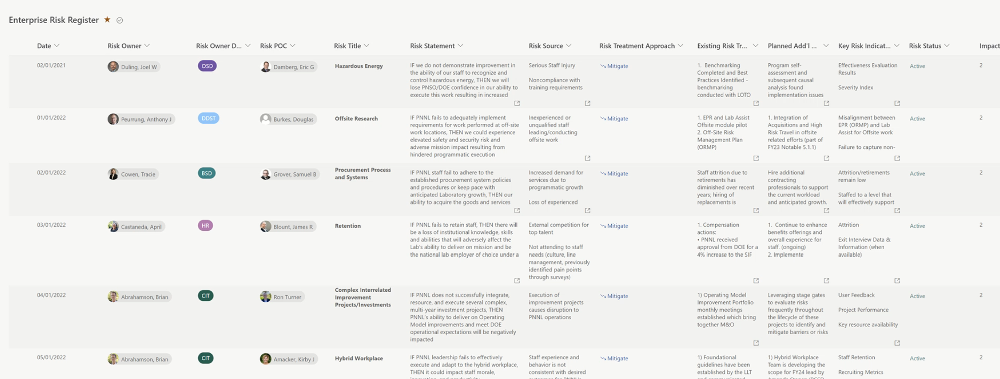 Enterprise Risk Register
Date Risk Owner Risk Owner D... Risk POC Risk Title Risk Statement Risk Source Risk Treatment Approach Existing Risk Tr... Planned Add'l ... Key Risk Indicat... Risk Status Impact
02/01/2021
Duling, Joel W
OSD
Damberg, Eric G
Hazardous Energy
IF we do not demonstrate improvement in
the ability of our staff to recognize and
control hazardous energy, THEN we will
lose PNSO/DOE confidence in our ability to
execute this work resulting in increased
Serious Staff Injury
Noncompliance with
training requirements
Mitigate
1. Benchmarking
Completed and Best
Practices Identified -
benchmarking
conducted with LOTO
Program self-
assessment and
subsequent causal
analysis found
implementation issues
Effectiveness Evaluation
Results
Severity Index
Active
2
01/01/2022
Peurrung, Anthony J
DDST
Burkes, Douglas
Offsite Research
IF PNNL fails to adequately implement
requirements for work performed at off-site
work locations, THEN we could experience
elevated safety and security risk and
adverse mission impact resulting from
hindered programmatic execution
Inexperienced or
unqualified staff
leading/conducting
offsite work
Mitigate
1. EPR and Lab Assist
Offsite module pilot
2. Off-Site Risk
Management Plan
(ORMP)
1. Integration of
Acquisitions and High
Risk Travel in offsite
related efforts (part of
FY23 Notable 5.1.1)
Misalignment between
EPR (ORMP) and Lab
Assist for Offsite work
Failure to capture non-
Active
2
02/01/2022
Cowen, Tracie
BSD
Grover, Samuel B
Procurement Process
and Systems
IF PNNL staff fail to adhere to the
established procurement system policies
and procedures or keep pace with
anticipated Laboratory growth, THEN our
ability to acquire the goods and services
Increased demand for
services due to
programmatic growth
Loss of experienced
Mitigate
Staff attrition due to
retirements has
diminished over recent
years; hiring of
replacements is
Hire additional
contracting
professionals to support
the current workload
and anticipated growth.
Attrition/retirements
remain low
Staffed to a level that
will effectively support
Active
2
03/01/2022
Castaneda, April
HR
Blount, James R
Retention
IF PNNL fails to retain staff, THEN there will
be a loss of institutional knowledge, skills
and abilities that will adversely affect the
Lab's ability to deliver on mission and be
the national lab employer of choice under a
External competition for
top talent
Not attending to staff
needs (culture, line
management, previously
identified pain points
through surveys)
Mitigate
1. Compensation
actions:
• PNNL received
approval from DOE for a
4% increase to the SIF
1. Continue to enhance
benefits offerings and
overall experience for
staff. (ongoing)
2. Implemente
Attrition
Exit Interview Data &
Information (when
available)
Active
2
04/01/2022
Abrahamson, Brian
CIT
Ron Turner
Complex Interrelated
Improvement
Projects/Investments
IF PNNL does not successfully integrate,
resource, and execute several complex,
multi-year investment projects, THEN
PNNL's ability to deliver on Operating
Model improvements and meet DOE
operational expectations will be negatively
impacted
Execution of
improvement projects
causes disruption to
PNNL operations
Mitigate
1) Operating Model
Improvement Portfolio
monthly meetings
established which bring
together M&O
Leveraging stage gates
to evaluate risks
frequently throughout
the lifecycle of these
projects to identify and
mitigate barriers or risks
User Feedback
Project Performance
Key resource availability
Active
2
05/01/2022
Abrahamson, Brian
CIT
Amacker, Kirby J
Hybrid Workplace
IF PNNL leadership fails to effectively
execute and adapt to the hybrid workplace,
THEN it could impact staff morale,
Staff experience and
behavior is not
consistent with desired
Mitigate
1) Foundational
guidelines have been
established by the LLT
1) Hybrid Workplace
Team is developing the
scope for FY24 lead by
Staff Retention
Recruiting Metrics
Active
2